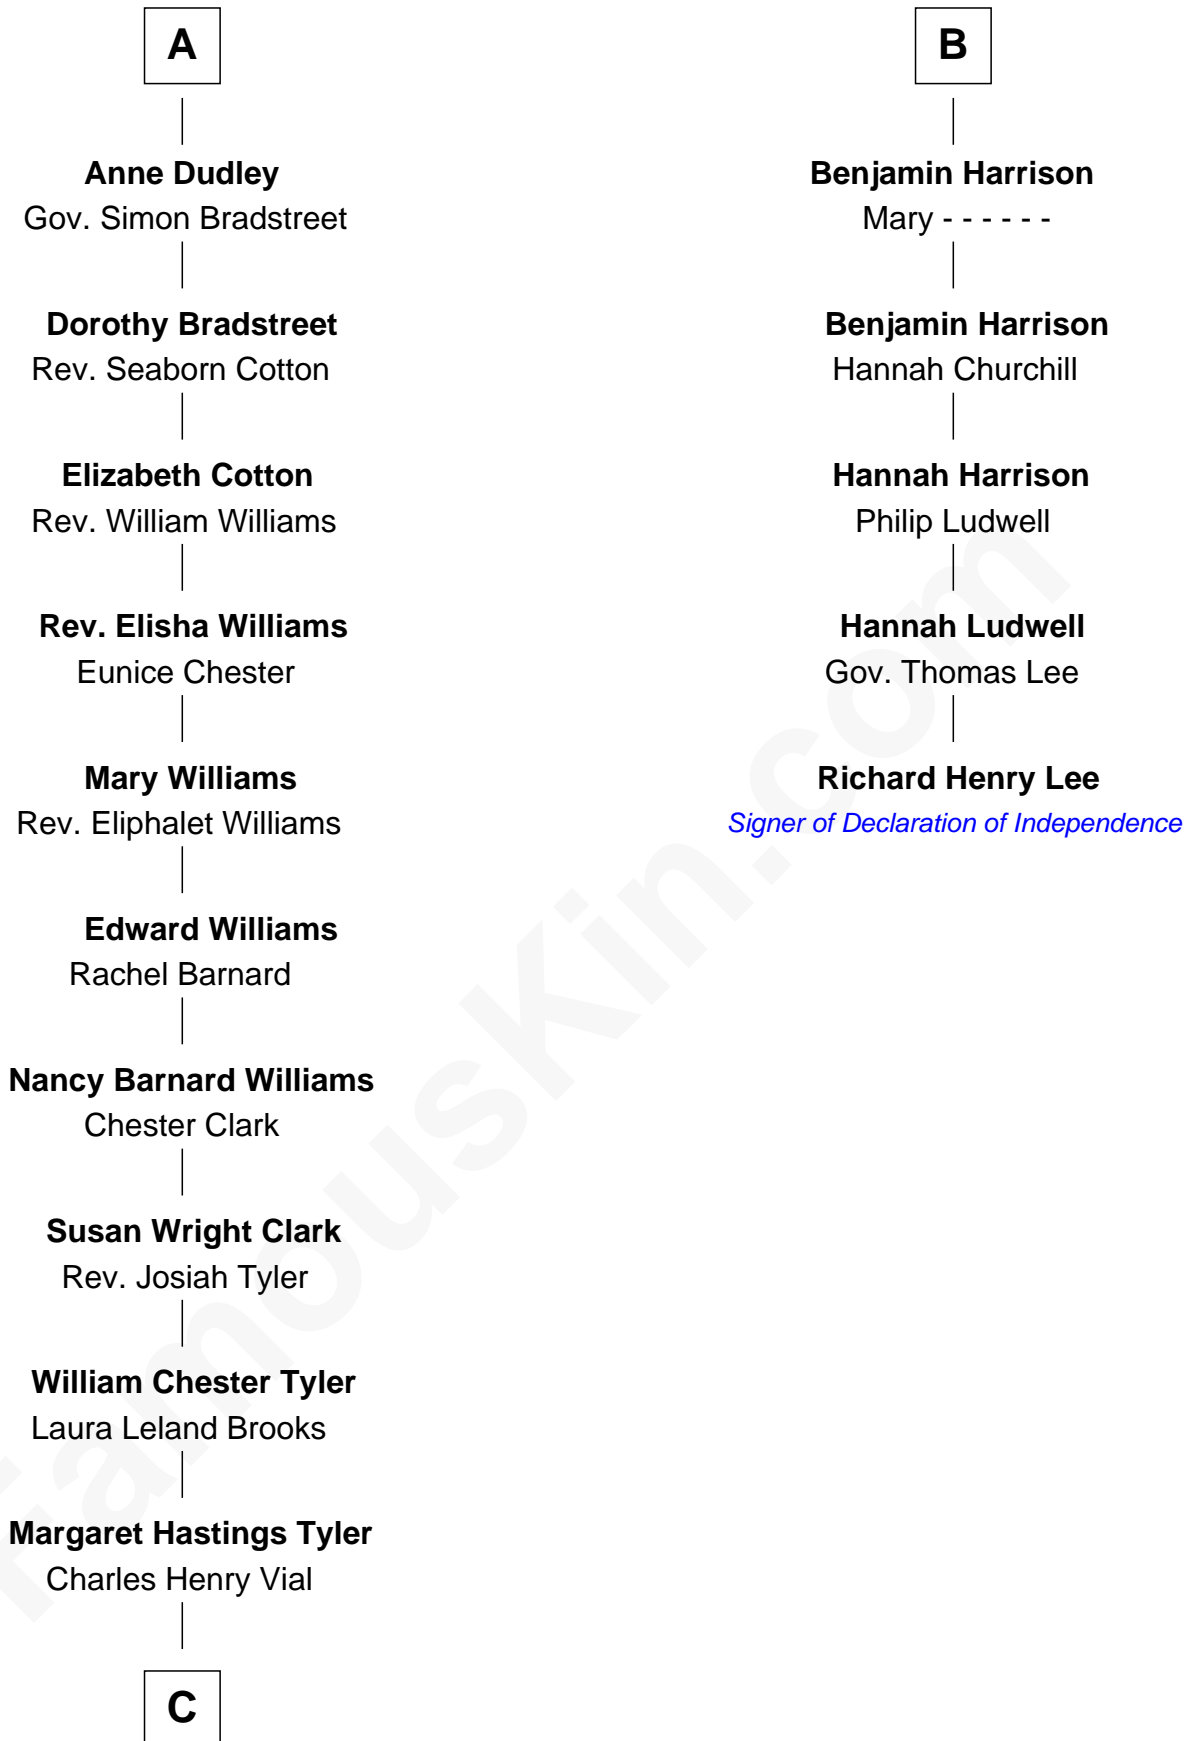 A
Anne Dudley
Gov. Simon Bradstreet
Dorothy Bradstreet
Rev. Seaborn Cotton
Elizabeth Cotton
Rev. William Williams
Rev. Elisha Williams
Eunice Chester
Mary Williams
Rev. Eliphalet Williams
Edward Williams
Rachel Barnard
Nancy Barnard Williams
Chester Clark
Susan Wright Clark
Rev. Josiah Tyler
William Chester Tyler
Laura Leland Brooks
Margaret Hastings Tyler
Charles Henry Vial
C
B
Benjamin Harrison
Mary - - - - - -
Benjamin Harrison
Hannah Churchill
Hannah Harrison
Philip Ludwell
Hannah Ludwell
Gov. Thomas Lee
Richard Henry Lee
Signer of Declaration of Independence
FamousKin.com